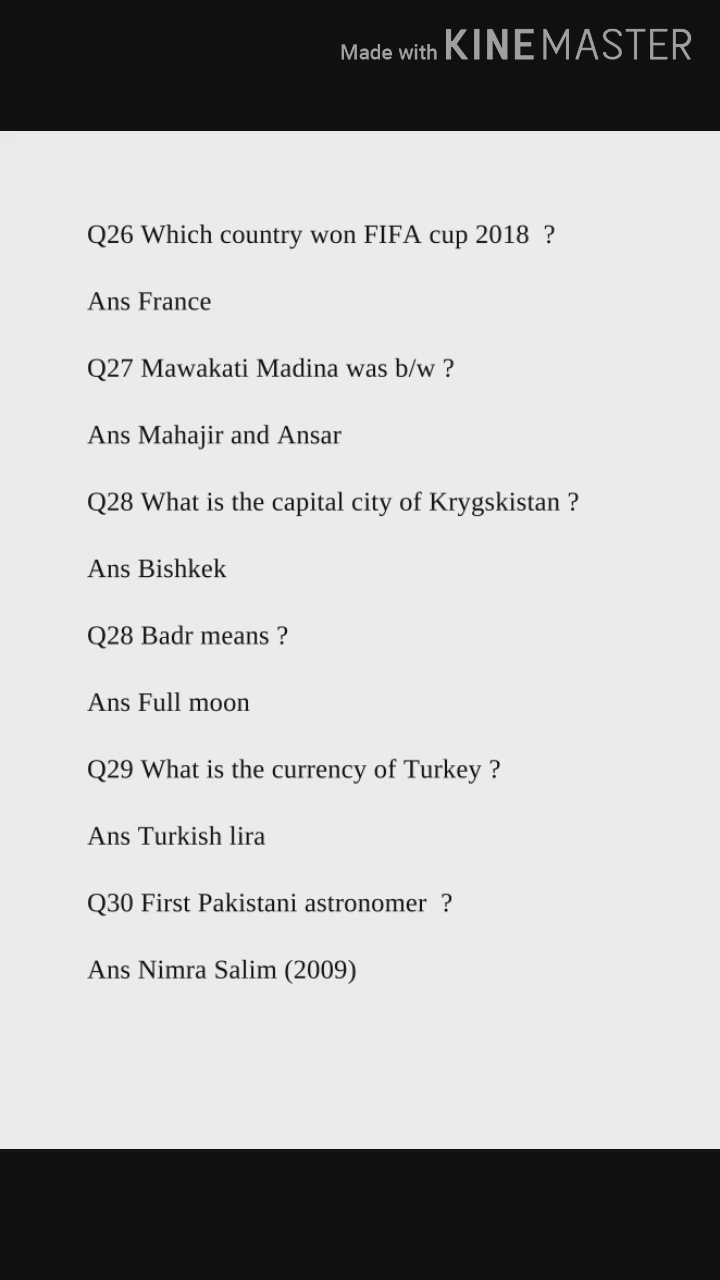 Made with KINEMASTER
Q26 Which country won FIFA cup 2018 ?
Ans France
Q27 Mawakati Madina was b/w ?
Ans Mahajir and Ansar
Q28 What is the capital city of Krygskistan ?
Ans Bishkek
Q28 Badr means ?
Ans Full moon
Q29 What is the currency of Turkey ?
Ans Turkish lira
Q30 First Pakistani astronomer ?
Ans Nimra Salim (2009)